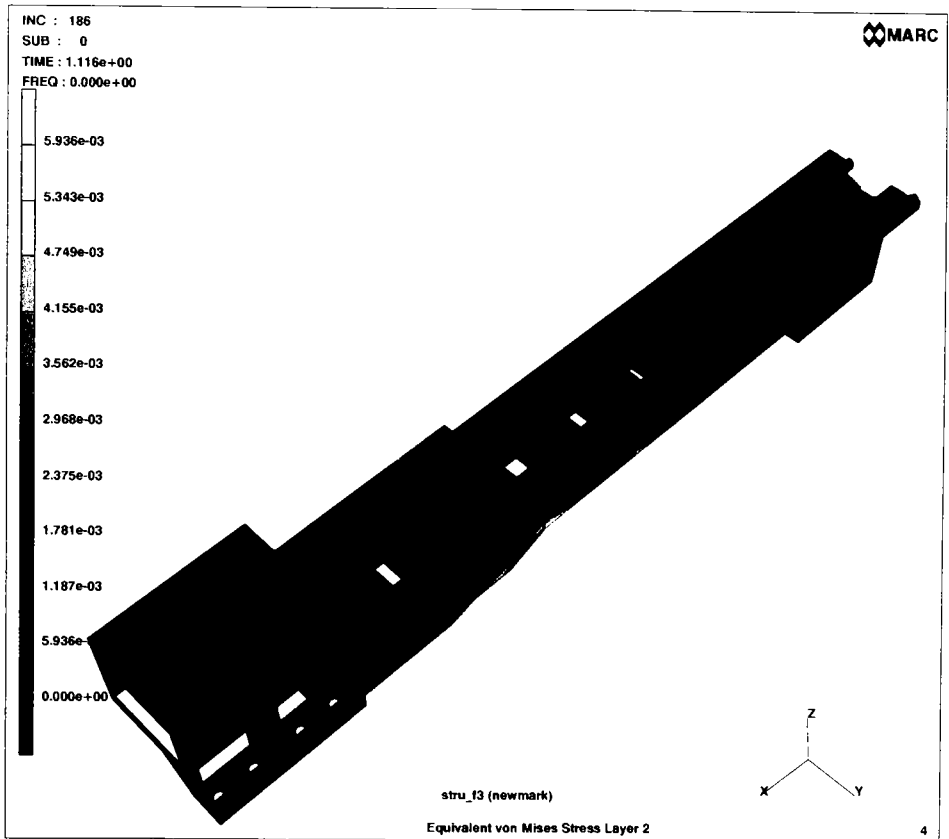 INC : 186
SUB : 0
TIME : 1.116e+00
FREQ : 0.000e+00
MARC
5.936e-03
5.343e-03
4.749e-03
4.155e-03
3.562e-03
2.968e-03
2.375e-03
1.781e-03
1.187e-03
5.936e-
0.000e+00
Z
X
Y
stru_f3 (newmark)
Equivalent von Mises Stress Layer 2
4